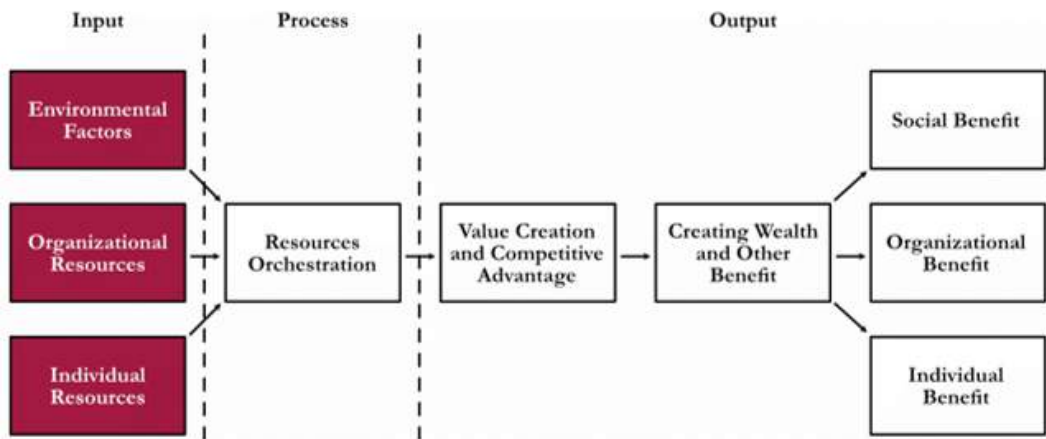 Input
Process
Output
Environmental
Factors
Organizational
Resources
Individual
Resources
Resources
Orchestration
Value Creation
and Competitive
Advantage
Creating Wealth
and Other
Benefit
Social Benefit
Organizational
Benefit
Individual
Benefit